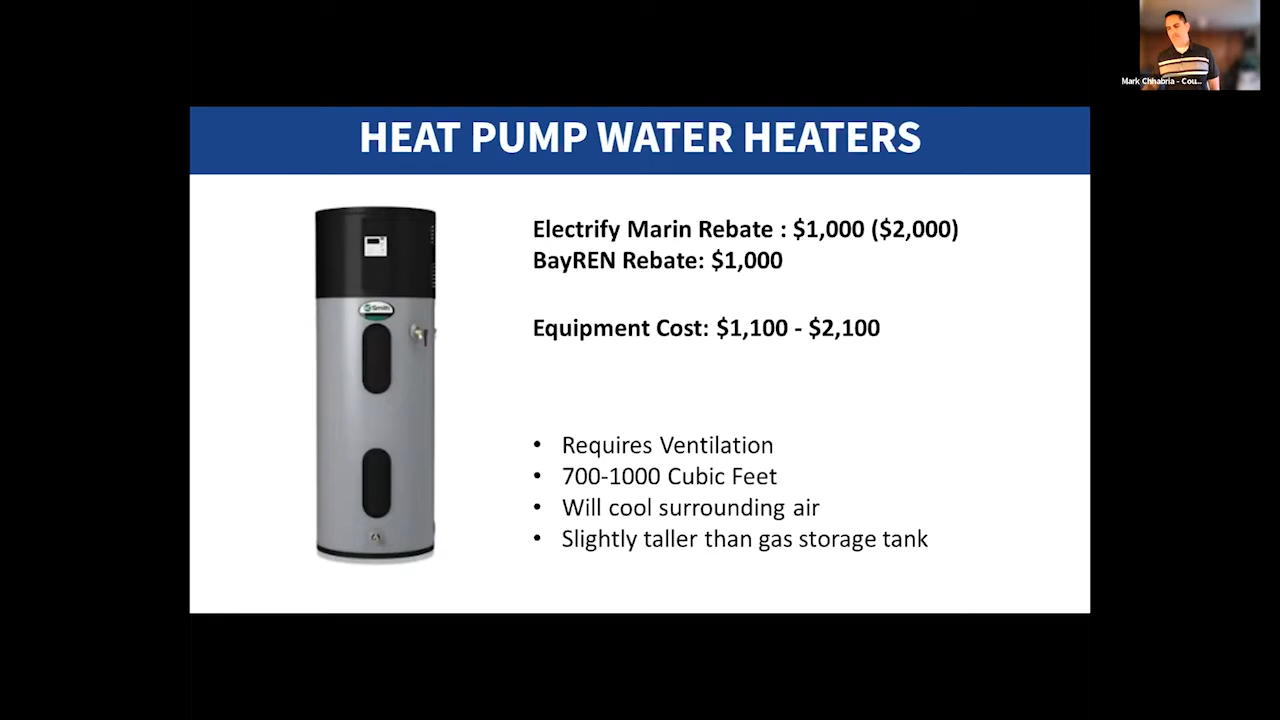 Mark Chhabria - Cou...
HEAT PUMP WATER HEATERS
Electrify Marin Rebate : $1,000 ($2,000)
BayREN Rebate: $1,000
Equipment Cost: $1,100 - $2,100
• Requires Ventilation
• 700-1000 Cubic Feet
• Will cool surrounding air
• Slightly taller than gas storage tank
Smith